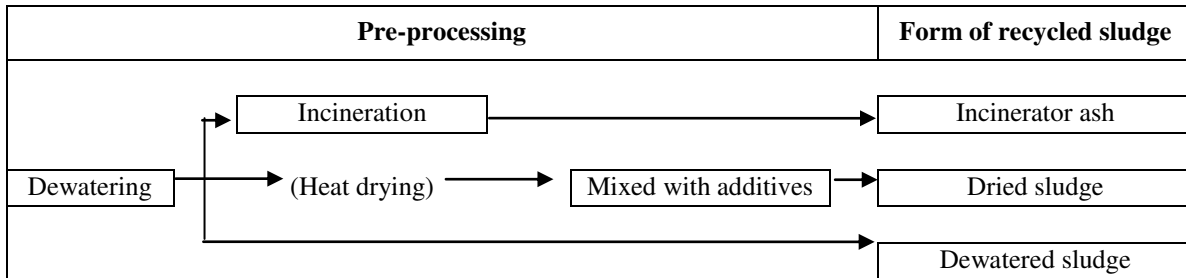 Pre-processing
Form of recycled sludge
Incineration
Incinerator ash
Dewatering
(Heat drying)
Mixed with additives
Dried sludge
Dewatered sludge